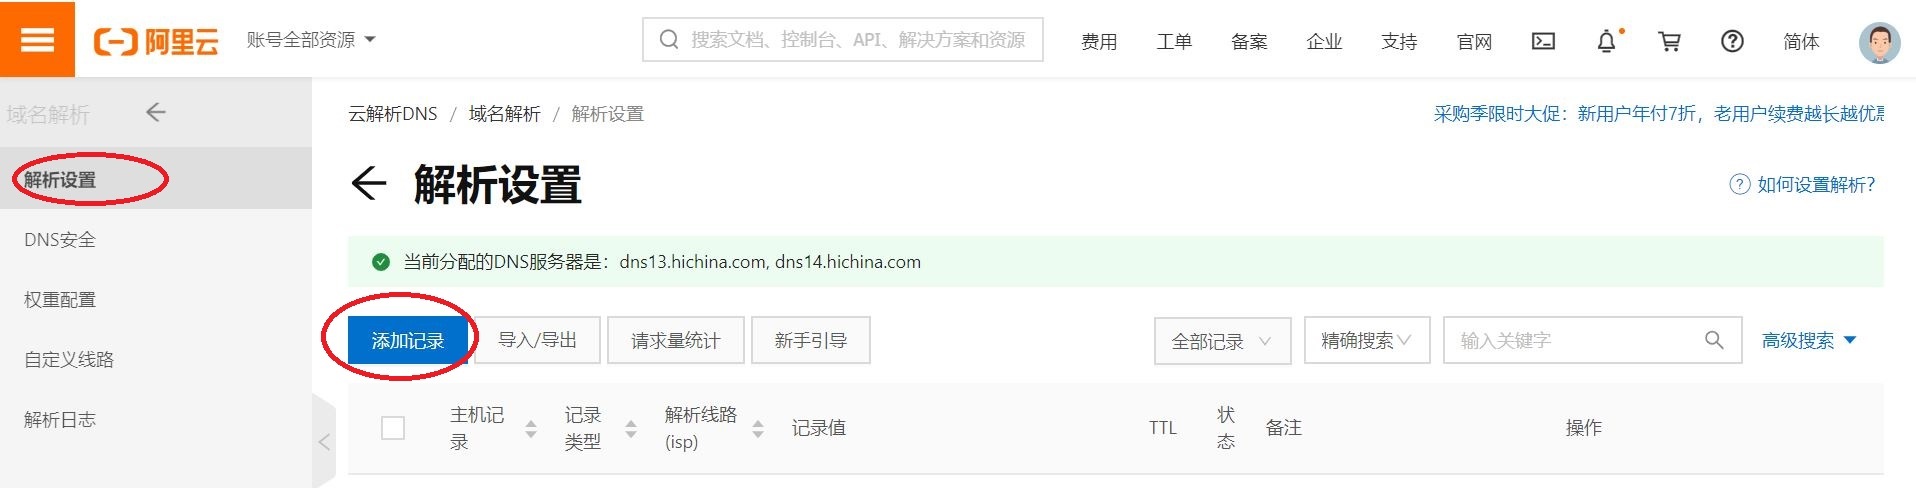 阿里云 账号全部资源 搜索文档、控制台、API、解决方案和资源 费用 工单 备案 企业 支持 官网 简体
域名解析
云解析DNS / 域名解析 / 解析设置 采购季限时大促：新用户年付7折，老用户续费越长越优惠
解析设置
解析设置 如何设置解析?
DNS安全
当前分配的DNS服务器是：dns13.hichina.com, dns14.hichina.com
权重配置
添加记录 导入/导出 请求量统计 新手引导 全部记录 精确搜索 输入关键字 高级搜索
自定义线路
解析日志
主机记录 记录类型 解析线路(isp) 记录值 TTL 状态 备注 操作